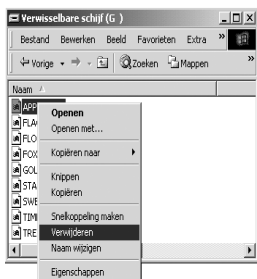 Verwisselbare schijf (G )
Bestand Bewerken Beeld Favorieten Extra »
Vorige Zoeken Mappen »
Naam
APP
FLA
FLO
FOX
GOL
STA
SWE
TIM
TRE
Openen
Openen met...
Kopiëren naar
Knippen
Kopiëren
Snelkoppeling maken
Verwijderen
Naam wijzigen
Eigenschappen